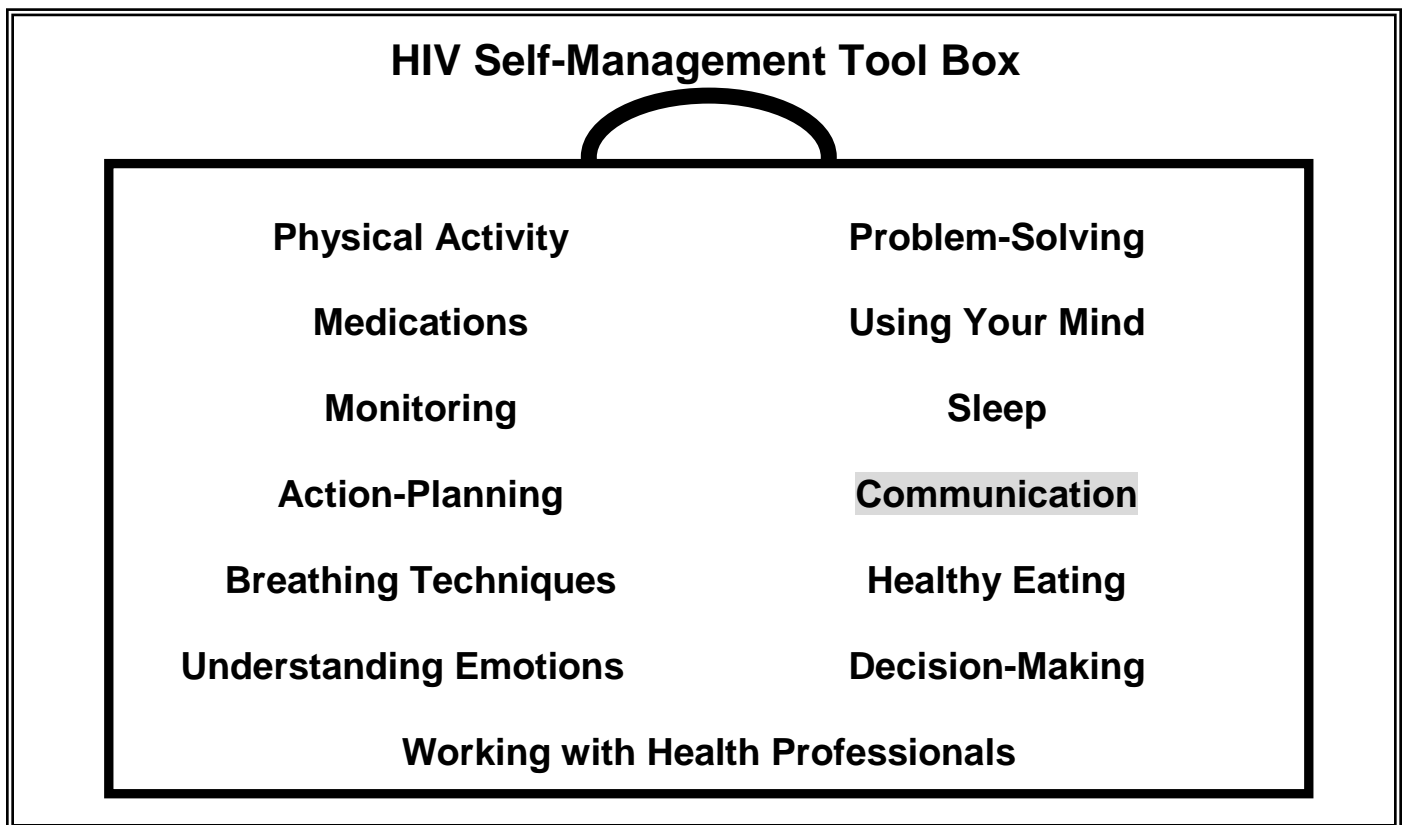 HIV Self-Management Tool Box
Physical Activity Problem-Solving
Medications Using Your Mind
Monitoring Sleep
Action-Planning Communication
Breathing Techniques Healthy Eating
Understanding Emotions Decision-Making
Working with Health Professionals